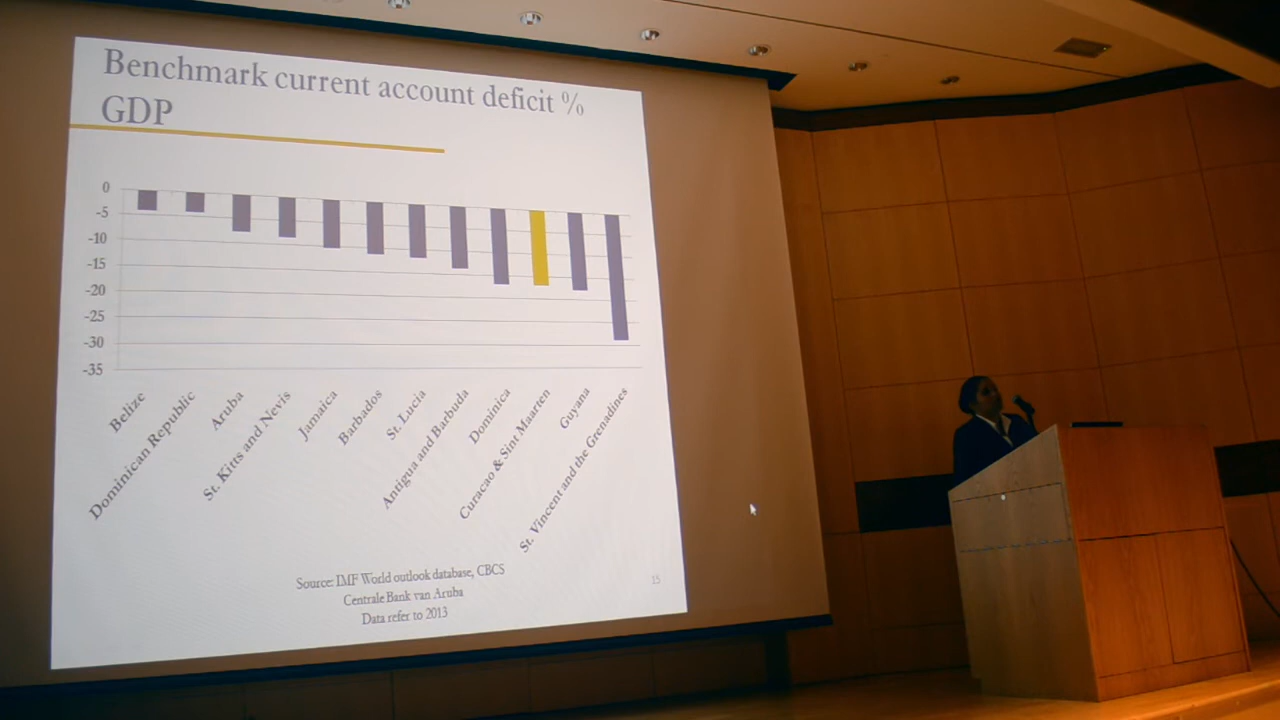 Benchmark current account deficit %
GDP
0
-5
-10
-15
-20
-25
-30
-35
Belize
Dominican Republic
Aruba
St. Kitts and Nevis
Jamaica
Barbados
St. Lucia
Antigua and Barbuda
Dominica
Curacao & Sint Maarten
Guyana
St. Vincent and the Grenadines
Source: IMF World outlook database, CBCS
Centrale Bank van Aruba
Data refer to 2013
15